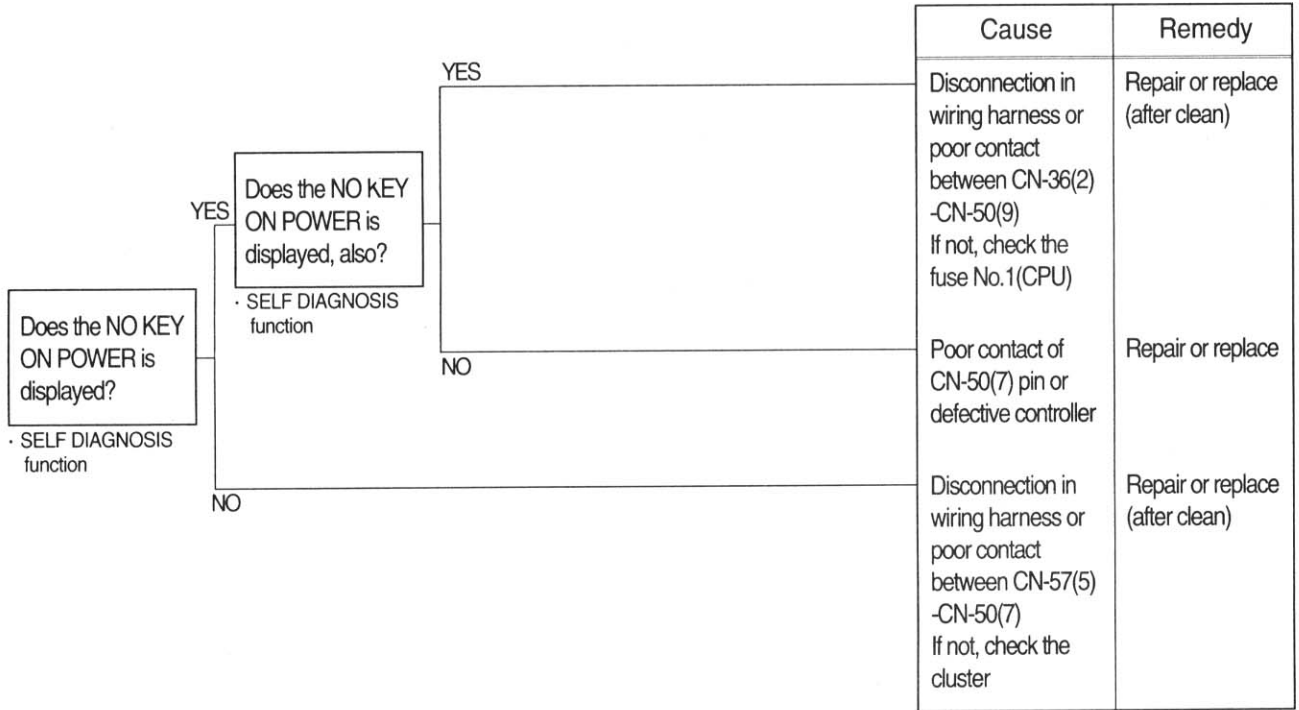 Cause
Remedy
YES
Disconnection in
wiring harness or
poor contact
between CN-36(2)
-CN-50(9)
If not, check the
fuse No.1(CPU)
Repair or replace
(after clean)
YES
Does the NO KEY
ON POWER is
displayed, also?
· SELF DIAGNOSIS
function
Does the NO KEY
ON POWER is
displayed?
· SELF DIAGNOSIS
function
NO
Poor contact of
CN-50(7) pin or
defective controller
Repair or replace
NO
Disconnection in
wiring harness or
poor contact
between CN-57(5)
-CN-50(7)
If not, check the
cluster
Repair or replace
(after clean)